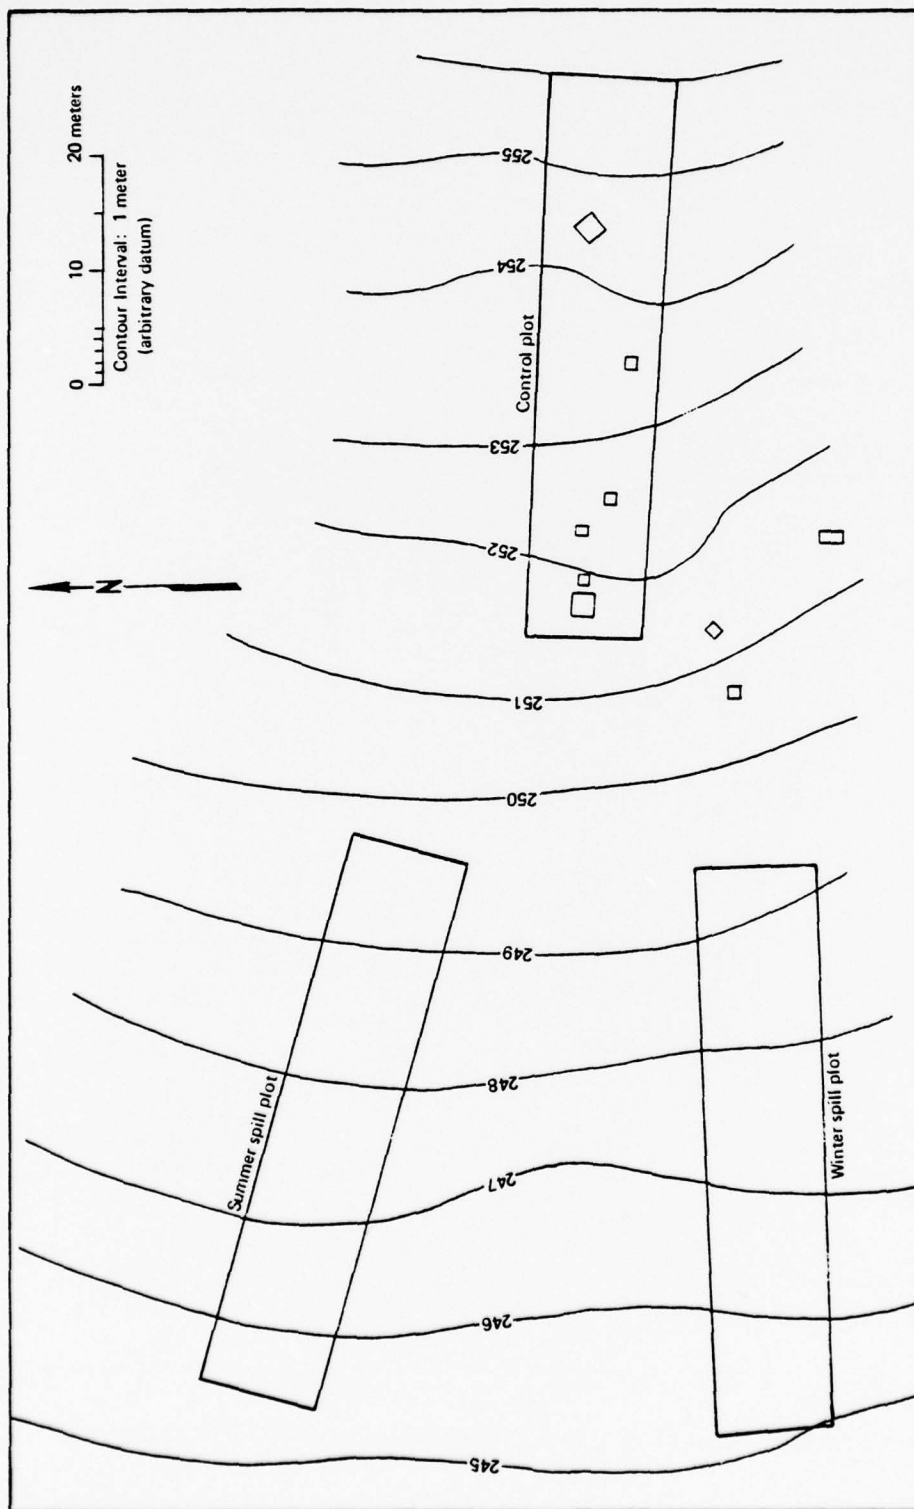 0 10 20 meters
Contour Interval: 1 meter
(arbitrary datum)
N
255
254
Control plot
253
252
251
250
249
248
Summer spill plot
Winter spill plot
247
246
245